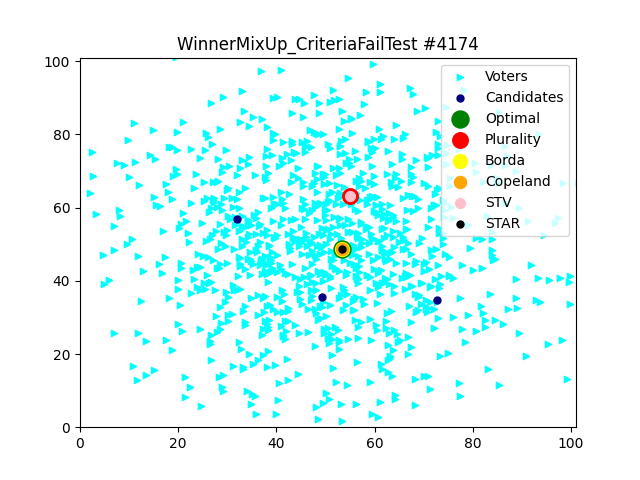 WinnerMixUp_CriteriaFailTest #4174
100
80
60
40
20
0
0
20
40
60
80
100
Voters
Candidates
Optimal
Plurality
Borda
Copeland
STV
STAR